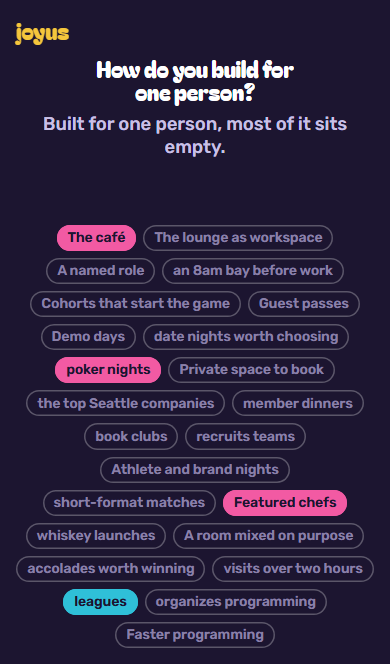 joyus
How do you build for
one person?
Built for one person, most of it sits
empty.
The café The lounge as workspace
A named role an 8am bay before work
Cohorts that start the game Guest passes
Demo days date nights worth choosing
poker nights Private space to book
the top Seattle companies member dinners
book clubs recruits teams
Athlete and brand nights
short-format matches Featured chefs
whiskey launches A room mixed on purpose
accolades worth winning visits over two hours
leagues organizes programming
Faster programming